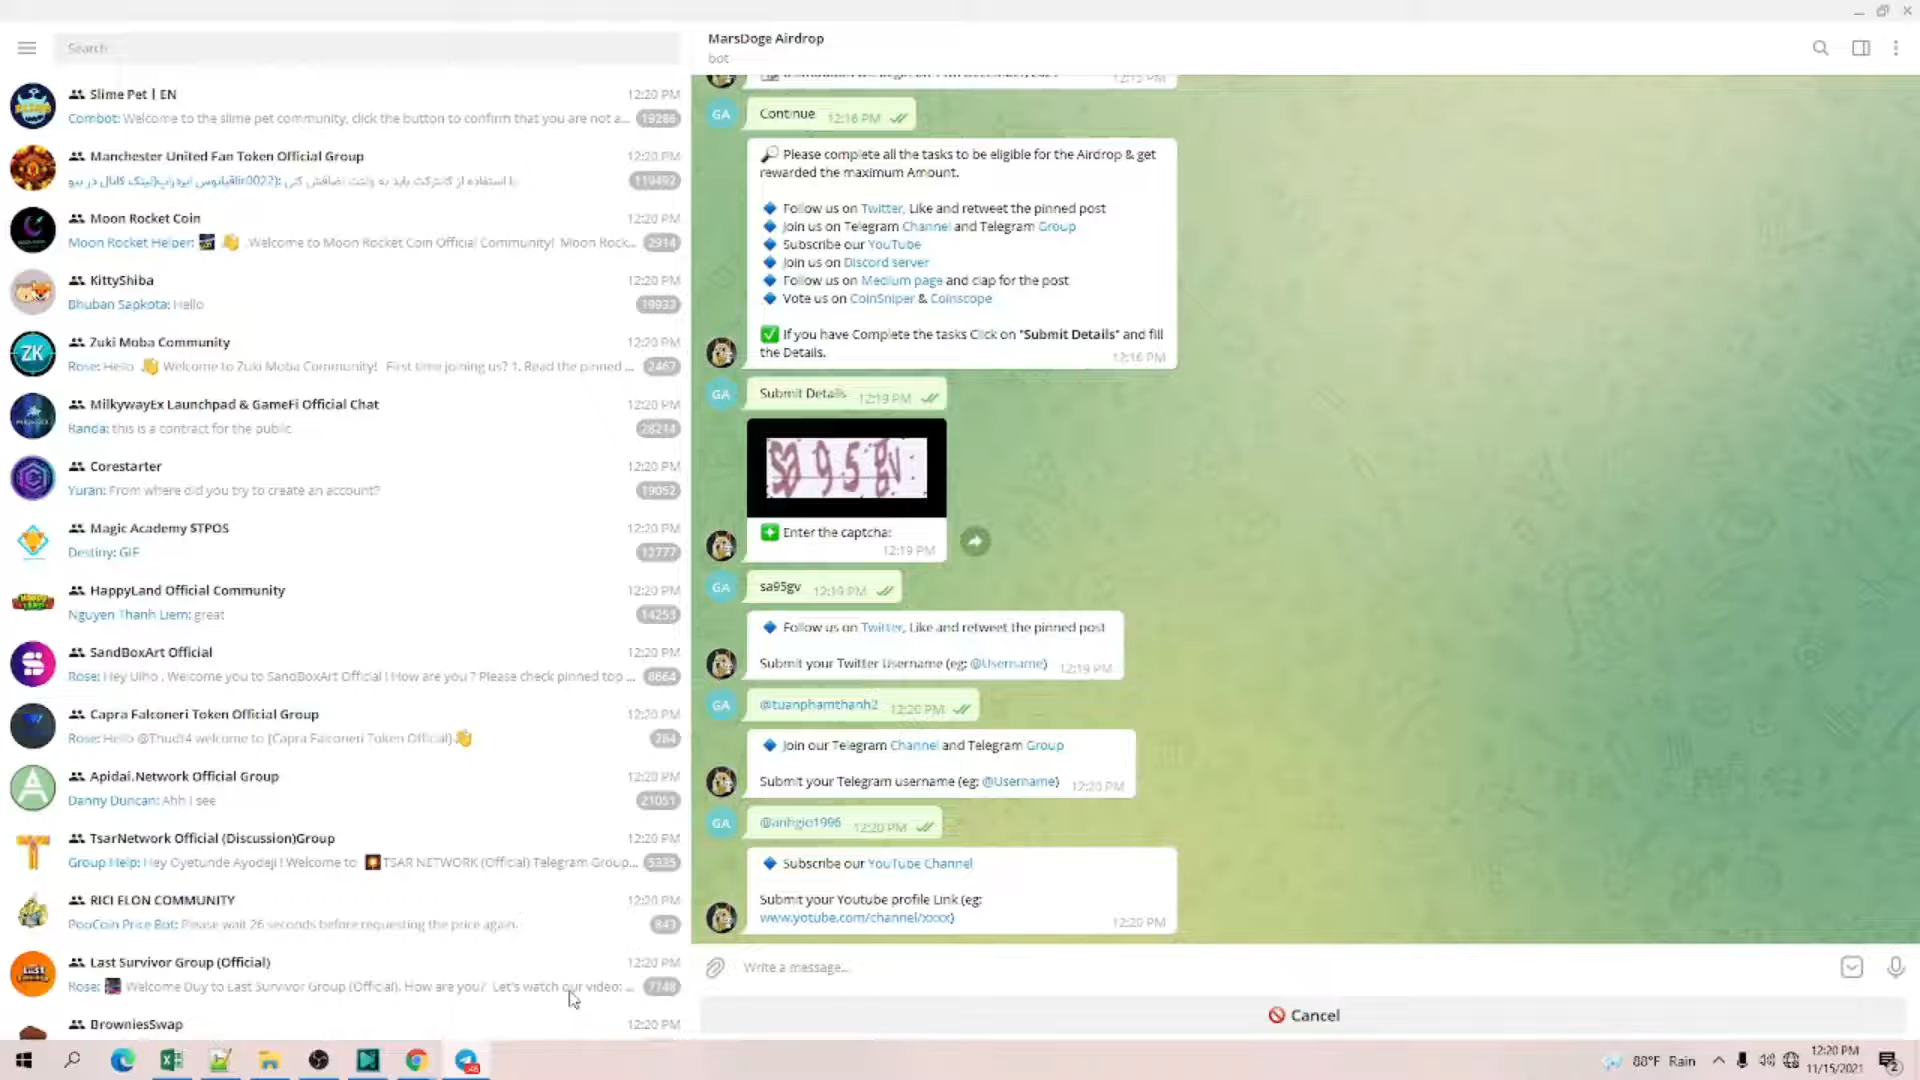 Search
Slime Pet | EN
12:20 PM
Combot: Welcome to the slime pet community, click the button to confirm that you are not a...
19286
Manchester United Fan Token Official Group
12:20 PM
119492
Moon Rocket Coin
12:20 PM
Moon Rocket Helper: 👋 .Welcome to Moon Rocket Coin Official Community! Moon Rock...
2914
KittyShiba
12:20 PM
Bhuban Sapkota: Hello
19933
Zuki Moba Community
12:20 PM
Rose: Hello 👋 Welcome to Zuki Moba Community! First time joining us? 1. Read the pinned ...
2467
MilkywayEx Launchpad & GameFi Official Chat
12:20 PM
Randa: this is a contract for the public
28214
Corestarter
12:20 PM
Yuran: From where did you try to create an account?
19052
Magic Academy $TPOS
12:20 PM
Destiny: GIF
12777
HappyLand Official Community
12:20 PM
Nguyen Thanh Liem: great
14253
SandBoxArt Official
12:20 PM
Rose: Hey Ulho , Welcome you to SandBoxArt Official ! How are you ? Please check pinned top ...
8664
Capra Falconeri Token Official Group
12:20 PM
Rose: Hello @Thud14 welcome to [Capra Falconeri Token Official] 👋
284
Apidai.Network Official Group
12:20 PM
Danny Duncan: Ahh I see
21051
TsarNetwork Official (Discussion)Group
12:20 PM
Group Help: Hey Oyetunde Ayodeji ! Welcome to TSAR NETWORK (Official) Telegram Group...
5335
RICI ELON COMMUNITY
12:20 PM
PooCoin Price Bot: Please wait 26 seconds before requesting the price again.
843
Last Survivor Group (Official)
12:20 PM
Rose: Welcome Duy to Last Survivor Group (Official). How are you? Let's watch our video: ...
7748
BrowniesSwap
12:20 PM
MarsDoge Airdrop
bot
12:15 PM
GA
Continue 12:16 PM
🔎 Please complete all the tasks to be eligible for the Airdrop & get
rewarded the maximum Amount.
🔹 Follow us on Twitter, Like and retweet the pinned post
🔹 Join us on Telegram Channel and Telegram Group
🔹 Subscribe our YouTube
🔹 Join us on Discord server
🔹 Follow us on Medium page and clap for the post
🔹 Vote us on CoinSniper & Coinscope
✅ If you have Complete the tasks Click on "Submit Details" and fill
the Details.
12:16 PM
GA
Submit Details 12:19 PM
sa 9 5 gv
Enter the captcha:
12:19 PM
GA
sa95gv 12:19 PM
🔹 Follow us on Twitter, Like and retweet the pinned post
Submit your Twitter Username (eg: @Username) 12:19 PM
GA
@tuanphamthanh2 12:20 PM
🔹 Join our Telegram Channel and Telegram Group
Submit your Telegram username (eg: @Username) 12:20 PM
GA
@anhgio1996 12:20 PM
🔹 Subscribe our YouTube Channel
Submit your Youtube profile Link (eg:
www.yotube.com/channel/xxxx)
12:20 PM
Write a message...
🚫 Cancel
88°F Rain
12:20 PM
11/15/2021
2